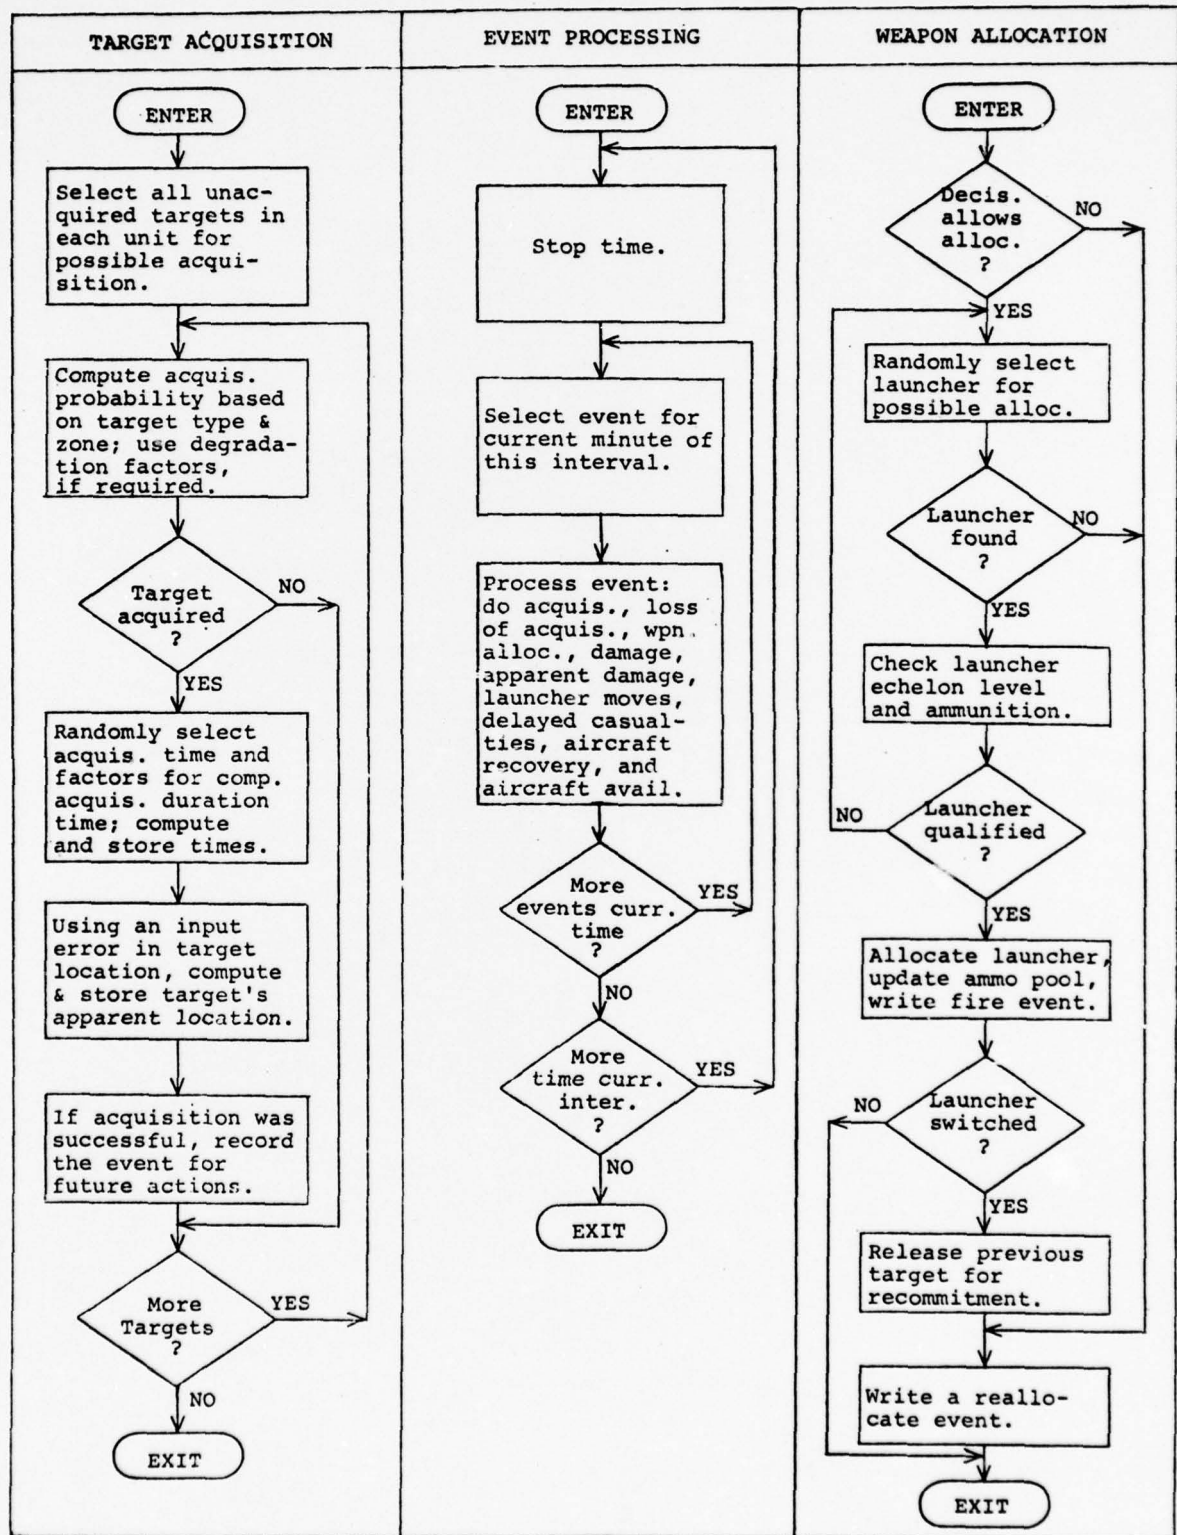 TARGET ACQUISITION
ENTER
Select all unac-
quired targets in
each unit for
possible acqui-
sition.
Compute acquis.
probability based
on target type &
zone; use degrada-
tion factors,
if required.
Target
acquired
?
NO
YES
Randomly select
acquis. time and
factors for comp.
acquis. duration
time; compute
and store times.
Using an input
error in target
location, compute
& store target's
apparent location.
If acquisition was
successful, record
the event for
future actions.
More
Targets
?
YES
NO
EXIT
EVENT PROCESSING
ENTER
Stop time.
Select event for
current minute of
this interval.
Process event:
do acquis., loss
of acquis., wpn.
alloc., damage,
apparent damage,
launcher moves,
delayed casual-
ties, aircraft
recovery, and
aircraft avail.
More
events curr.
time
?
YES
NO
More
time curr.
inter.
?
YES
NO
EXIT
WEAPON ALLOCATION
ENTER
Decis.
allows
alloc.
?
NO
YES
Randomly select
launcher for
possible alloc.
Launcher
found
?
NO
YES
Check launcher
echelon level
and ammunition.
Launcher
qualified
?
NO
YES
Allocate launcher,
update ammo pool,
write fire event.
Launcher
switched
?
NO
YES
Release previous
target for
recommitment.
Write a reallo-
cate event.
EXIT